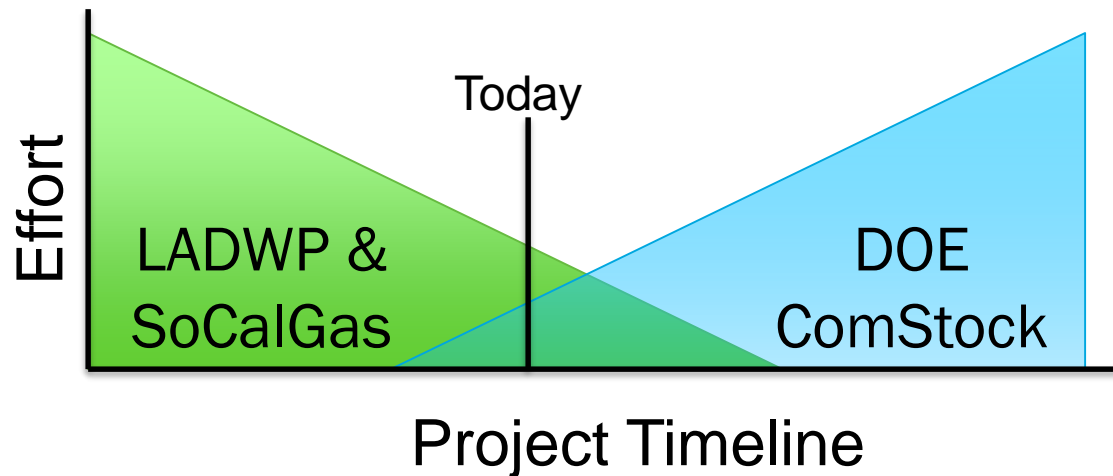 Today
Effort
LADWP &
SoCalGas
DOE
ComStock
Project Timeline